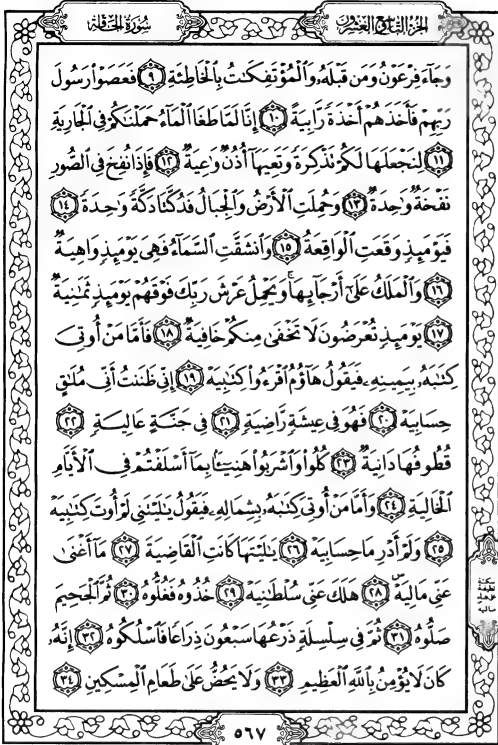 الجزء التاسع والعشرون
سورة الحاقة
وَجَآءَ فِرْعَوْنُ وَمَن قَبْلَهُۥ وَٱلْمُؤْتَفِكَٰتُ بِٱلْخَاطِئَةِ ۝٩ فَعَصَوْا۟ رَسُولَ
رَبِّهِمْ فَأَخَذَهُمْ أَخْذَةً رَّابِيَةً ۝١٠ إِنَّا لَمَّا طَغَا ٱلْمَآءُ حَمَلْنَٰكُمْ فِى ٱلْجَارِيَةِ
۝١١ لِنَجْعَلَهَا لَكُمْ تَذْكِرَةً وَتَعِيَهَآ أُذُنٌ وَٰعِيَةٌ ۝١٢ فَإِذَا نُفِخَ فِى ٱلصُّورِ
نَفْخَةٌ وَٰحِدَةٌ ۝١٣ وَحُمِلَتِ ٱلْأَرْضُ وَٱلْجِبَالُ فَدُكَّتَا دَكَّةً وَٰحِدَةً ۝١٤
فَيَوْمَئِذٍ وَقَعَتِ ٱلْوَاقِعَةُ ۝١٥ وَٱنشَقَّتِ ٱلسَّمَآءُ فَهِىَ يَوْمَئِذٍ وَاهِيَةٌ
۝١٦ وَٱلْمَلَكُ عَلَىٰٓ أَرْجَآئِهَا ۚ وَيَحْمِلُ عَرْشَ رَبِّكَ فَوْقَهُمْ يَوْمَئِذٍ ثَمَٰنِيَةٌ
۝١٧ يَوْمَئِذٍ تُعْرَضُونَ لَا تَخْفَىٰ مِنكُمْ خَافِيَةٌ ۝١٨ فَأَمَّا مَنْ أُوتِىَ
كِتَٰبَهُۥ بِيَمِينِهِۦ فَيَقُولُ هَآؤُمُ ٱقْرَءُوا۟ كِتَٰبِيَهْ ۝١٩ إِنِّى ظَنَنتُ أَنِّى مُلَٰقٍ
حِسَابِيَهْ ۝٢٠ فَهُوَ فِى عِيشَةٍ رَّاضِيَةٍ ۝٢١ فِى جَنَّةٍ عَالِيَةٍ ۝٢٢
قُطُوفُهَا دَانِيَةٌ ۝٢٣ كُلُوا۟ وَٱشْرَبُوا۟ هَنِيٓـًٔۢا بِمَآ أَسْلَفْتُمْ فِى ٱلْأَيَّامِ
ٱلْخَالِيَةِ ۝٢٤ وَأَمَّا مَنْ أُوتِىَ كِتَٰبَهُۥ بِشِمَالِهِۦ فَيَقُولُ يَٰلَيْتَنِى لَمْ أُوتَ كِتَٰبِيَهْ
۝٢٥ وَلَمْ أَدْرِ مَا حِسَابِيَهْ ۝٢٦ يَٰلَيْتَهَا كَانَتِ ٱلْقَاضِيَةَ ۝٢٧ مَآ أَغْنَىٰ
عَنِّى مَالِيَهْ ۜ ۝٢٨ هَلَكَ عَنِّى سُلْطَٰنِيَهْ ۝٢٩ خُذُوهُ فَغُلُّوهُ ۝٣٠ ثُمَّ ٱلْجَحِيمَ
صَلُّوهُ ۝٣١ ثُمَّ فِى سِلْسِلَةٍ ذَرْعُهَا سَبْعُونَ ذِرَاعًا فَٱسْلُكُوهُ ۝٣٢ إِنَّهُۥ
كَانَ لَا يُؤْمِنُ بِٱللَّهِ ٱلْعَظِيمِ ۝٣٣ وَلَا يَحُضُّ عَلَىٰ طَعَامِ ٱلْمِسْكِينِ ۝٣٤
سكتة
لطيفة
على هاء
ماليه
٥٦٧